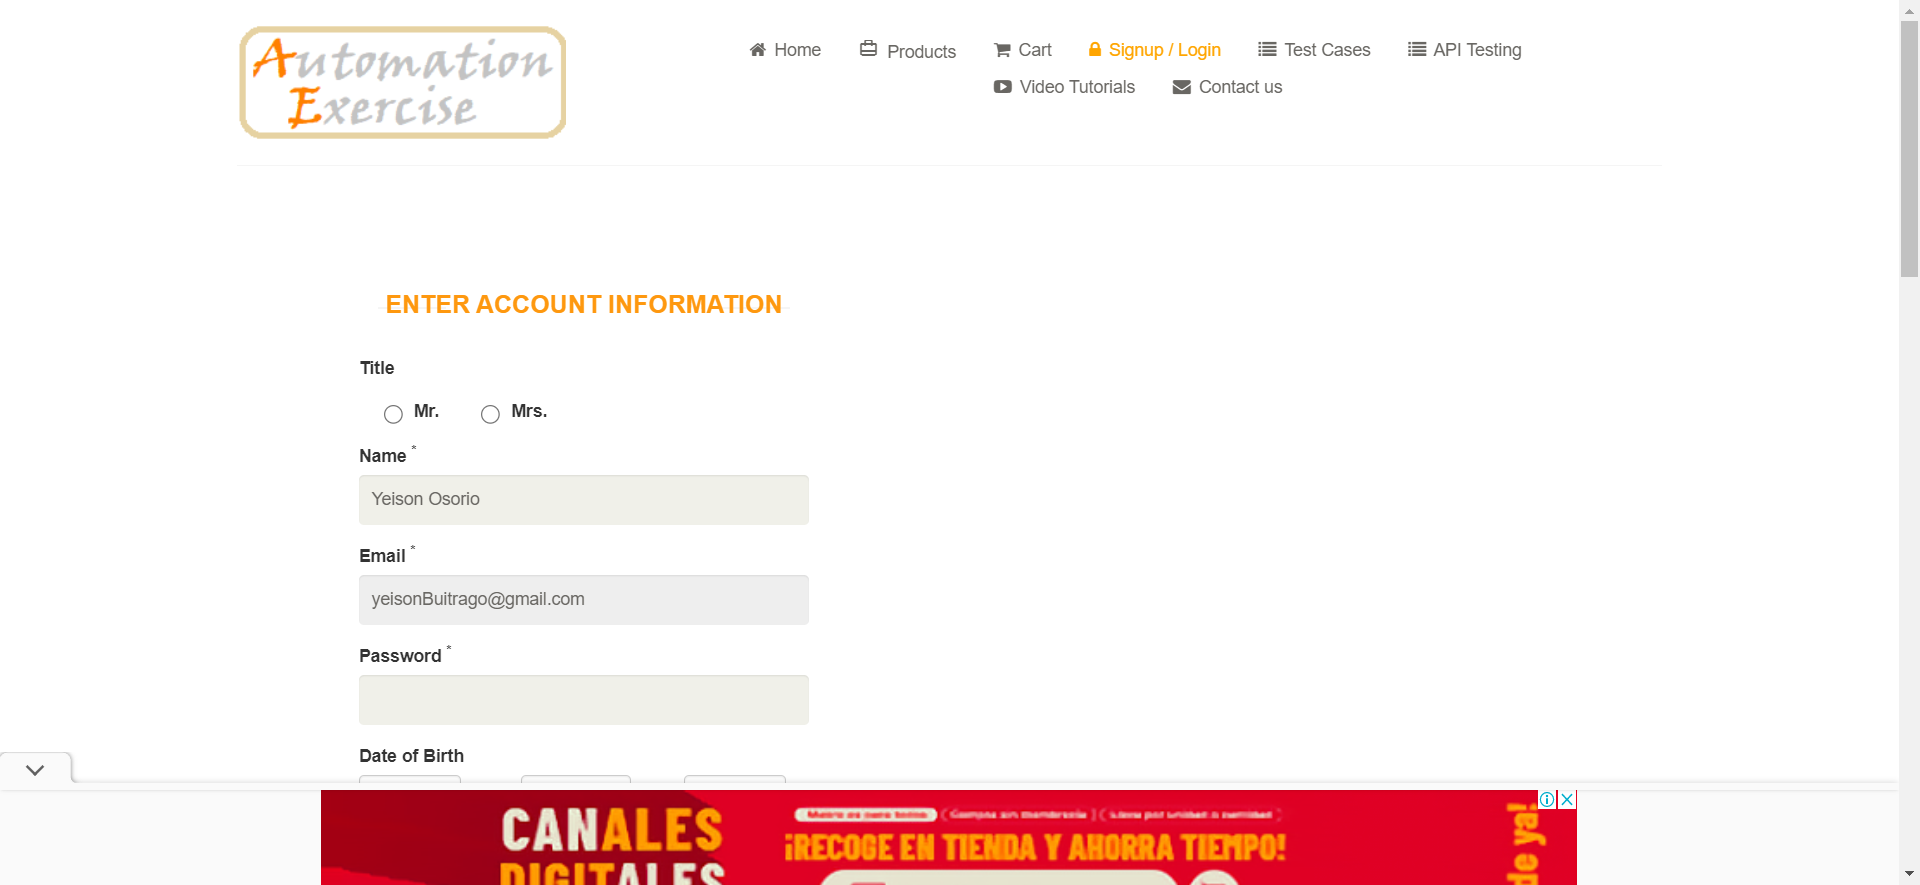 Automation
Exercise
Home
Products
Cart
Signup / Login
Test Cases
API Testing
Video Tutorials
Contact us
ENTER ACCOUNT INFORMATION
Title
Mr.
Mrs.
Name *
Yeison Osorio
Email *
yeisonBuitrago@gmail.com
Password *
Date of Birth
CANALES
DIGITALES
¡RECOGE EN TIENDA Y AHORRA TIEMPO!
de ya!